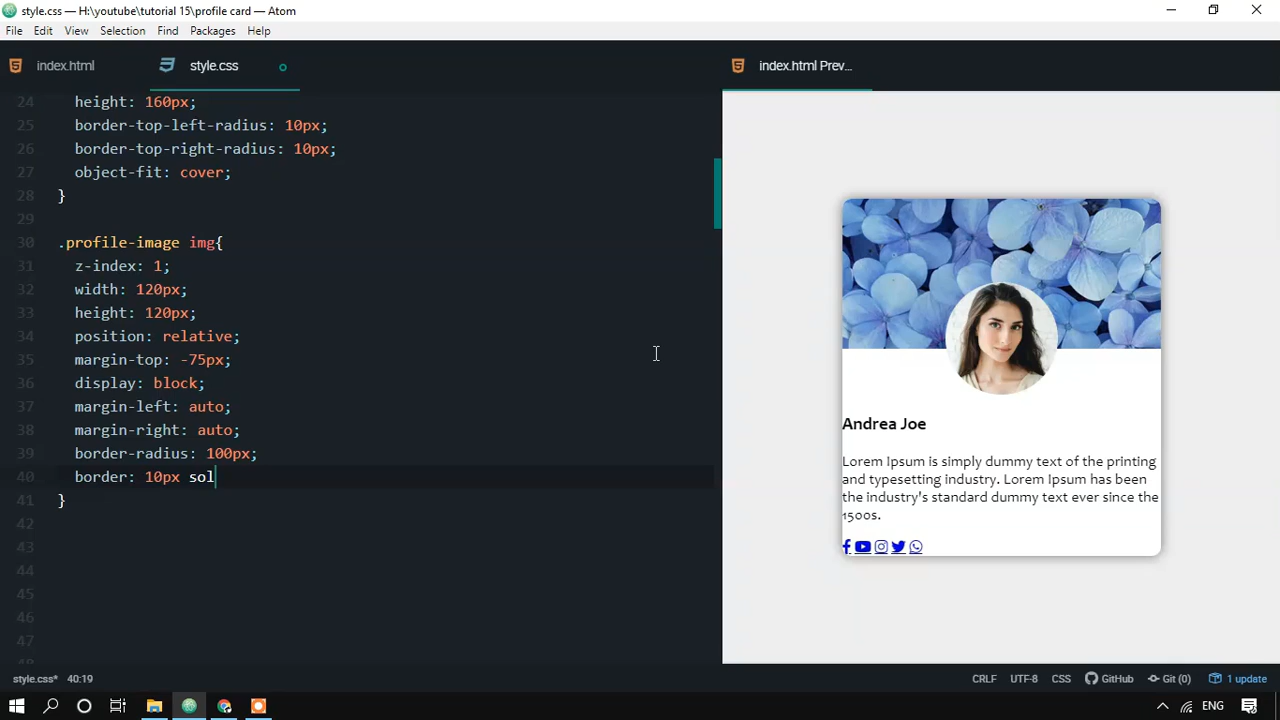 style.css — H:\youtube\tutorial 15\profile card — Atom
File Edit View Selection Find Packages Help
index.html style.css index.html Prev...
24 height: 160px;
25 border-top-left-radius: 10px;
26 border-top-right-radius: 10px;
27 object-fit: cover;
28 }
29
30 .profile-image img{
31 z-index: 1;
32 width: 120px;
33 height: 120px;
34 position: relative;
35 margin-top: -75px;
36 display: block;
37 margin-left: auto;
38 margin-right: auto;
39 border-radius: 100px;
40 border: 10px sol
41 }
42
43
44
45
46
47
48
Andrea Joe
Lorem Ipsum is simply dummy text of the printing
and typesetting industry. Lorem Ipsum has been
the industry's standard dummy text ever since the
1500s.
style.css* 40:19 CRLF UTF-8 CSS GitHub Git (0) 1 update
ENG